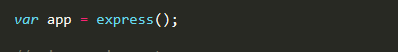 var app = express();